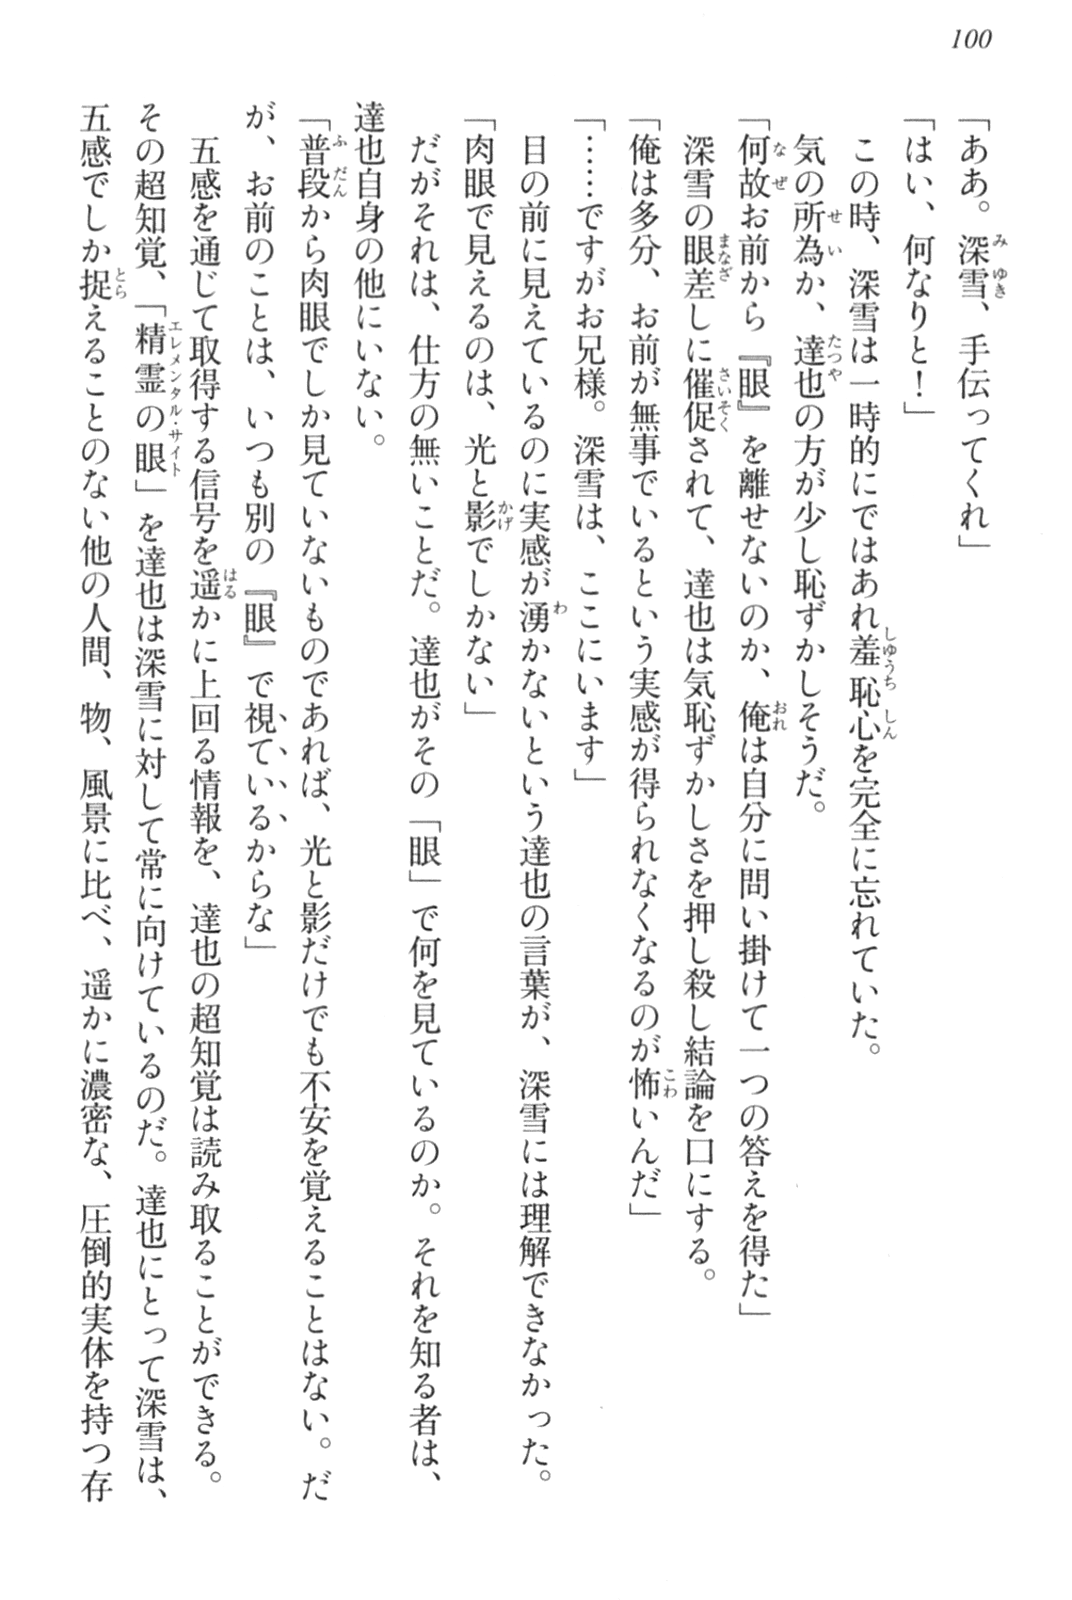 100
「ああ。深雪、手伝ってくれ」
「はい、何なりと！」
　この時、深雪は一時的にではあれ羞恥心を完全に忘れていた。
　気の所為か、達也の方が少し恥ずかしそうだ。
「何故お前から『眼』を離せないのか、俺は自分に問い掛けて一つの答えを得た」
　深雪の眼差しに催促されて、達也は気恥ずかしさを押し殺し結論を口にする。
「俺は多分、お前が無事でいるという実感が得られなくなるのが怖いんだ」
「……ですがお兄様。深雪は、ここにいます」
　目の前に見えているのに実感が湧かないという達也の言葉が、深雪には理解できなかった。
「肉眼で見えるのは、光と影でしかない」
　だがそれは、仕方の無いことだ。達也がその「眼」で何を見ているのか。それを知る者は、
達也自身の他にいない。
「普段から肉眼でしか見ていないものであれば、光と影だけでも不安を覚えることはない。だ
が、お前のことは、いつも別の『眼』で視ているからな」
　五感を通じて取得する信号を遥かに上回る情報を、達也の超知覚は読み取ることができる。
その超知覚、「精霊の眼」を達也は深雪に対して常に向けているのだ。達也にとって深雪は、
五感でしか捉えることのない他の人間、物、風景に比べ、遥かに濃密な、圧倒的実体を持つ存